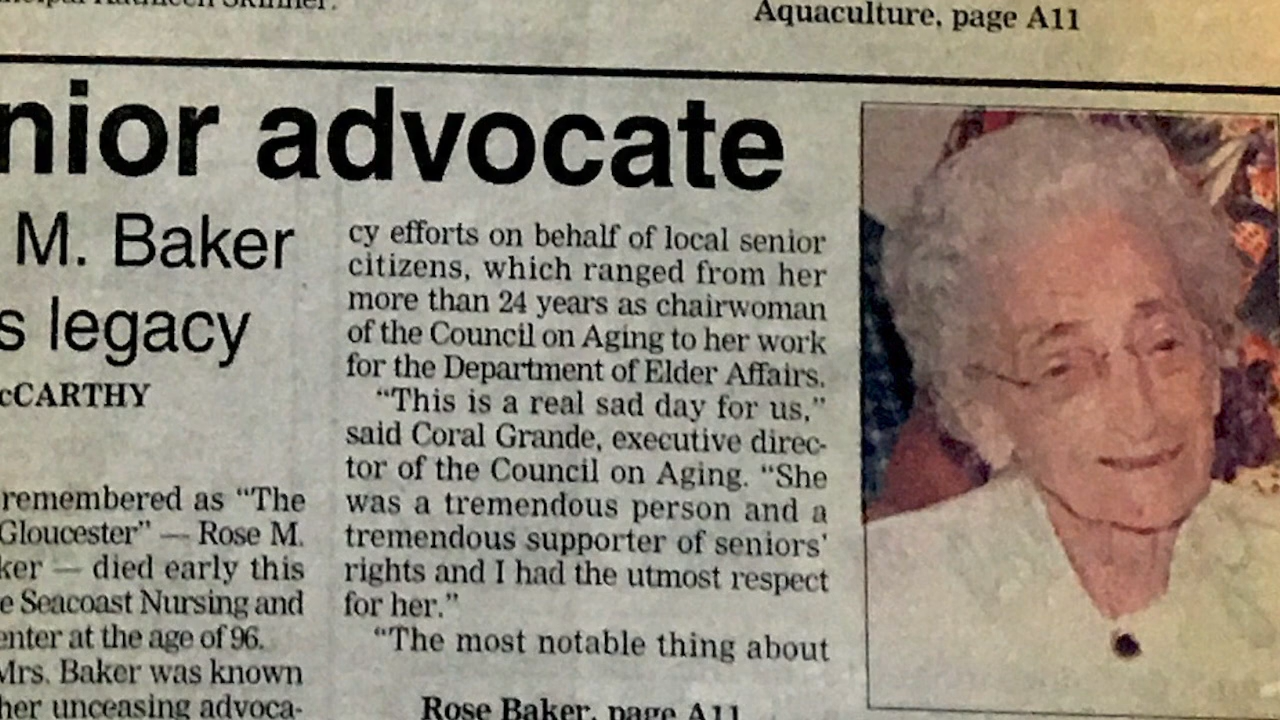 Aquaculture, page A11
nior advocate
M. Baker
s legacy
cCARTHY
remembered as “The
Gloucester” — Rose M.
ker — died early this
e Seacoast Nursing and
enter at the age of 96.
Mrs. Baker was known
her unceasing advoca-
cy efforts on behalf of local senior
citizens, which ranged from her
more than 24 years as chairwoman
of the Council on Aging to her work
for the Department of Elder Affairs.
“This is a real sad day for us,”
said Coral Grande, executive direc-
tor of the Council on Aging. “She
was a tremendous person and a
tremendous supporter of seniors'
rights and I had the utmost respect
for her.”
“The most notable thing about
Rose Baker, page A11